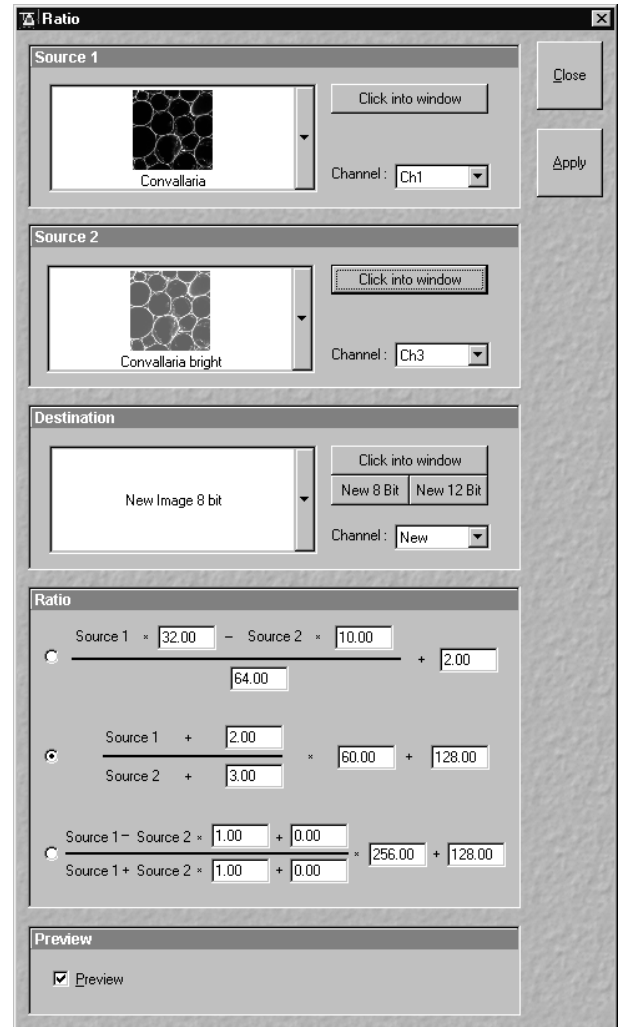 Ratio
Source 1
Close
Click into window
Apply
Channel : Ch1
Convallaria
Source 2
Click into window
Channel : Ch3
Convallaria bright
Destination
Click into window
New Image 8 bit
New 8 Bit New 12 Bit
Channel : New
Ratio
Source 1 × 32.00 − Source 2 × 10.00
+ 2.00
64.00
Source 1 + 2.00
× 60.00 + 128.00
Source 2 + 3.00
Source 1 − Source 2 × 1.00 + 0.00
× 256.00 + 128.00
Source 1 + Source 2 × 1.00 + 0.00
Preview
Preview